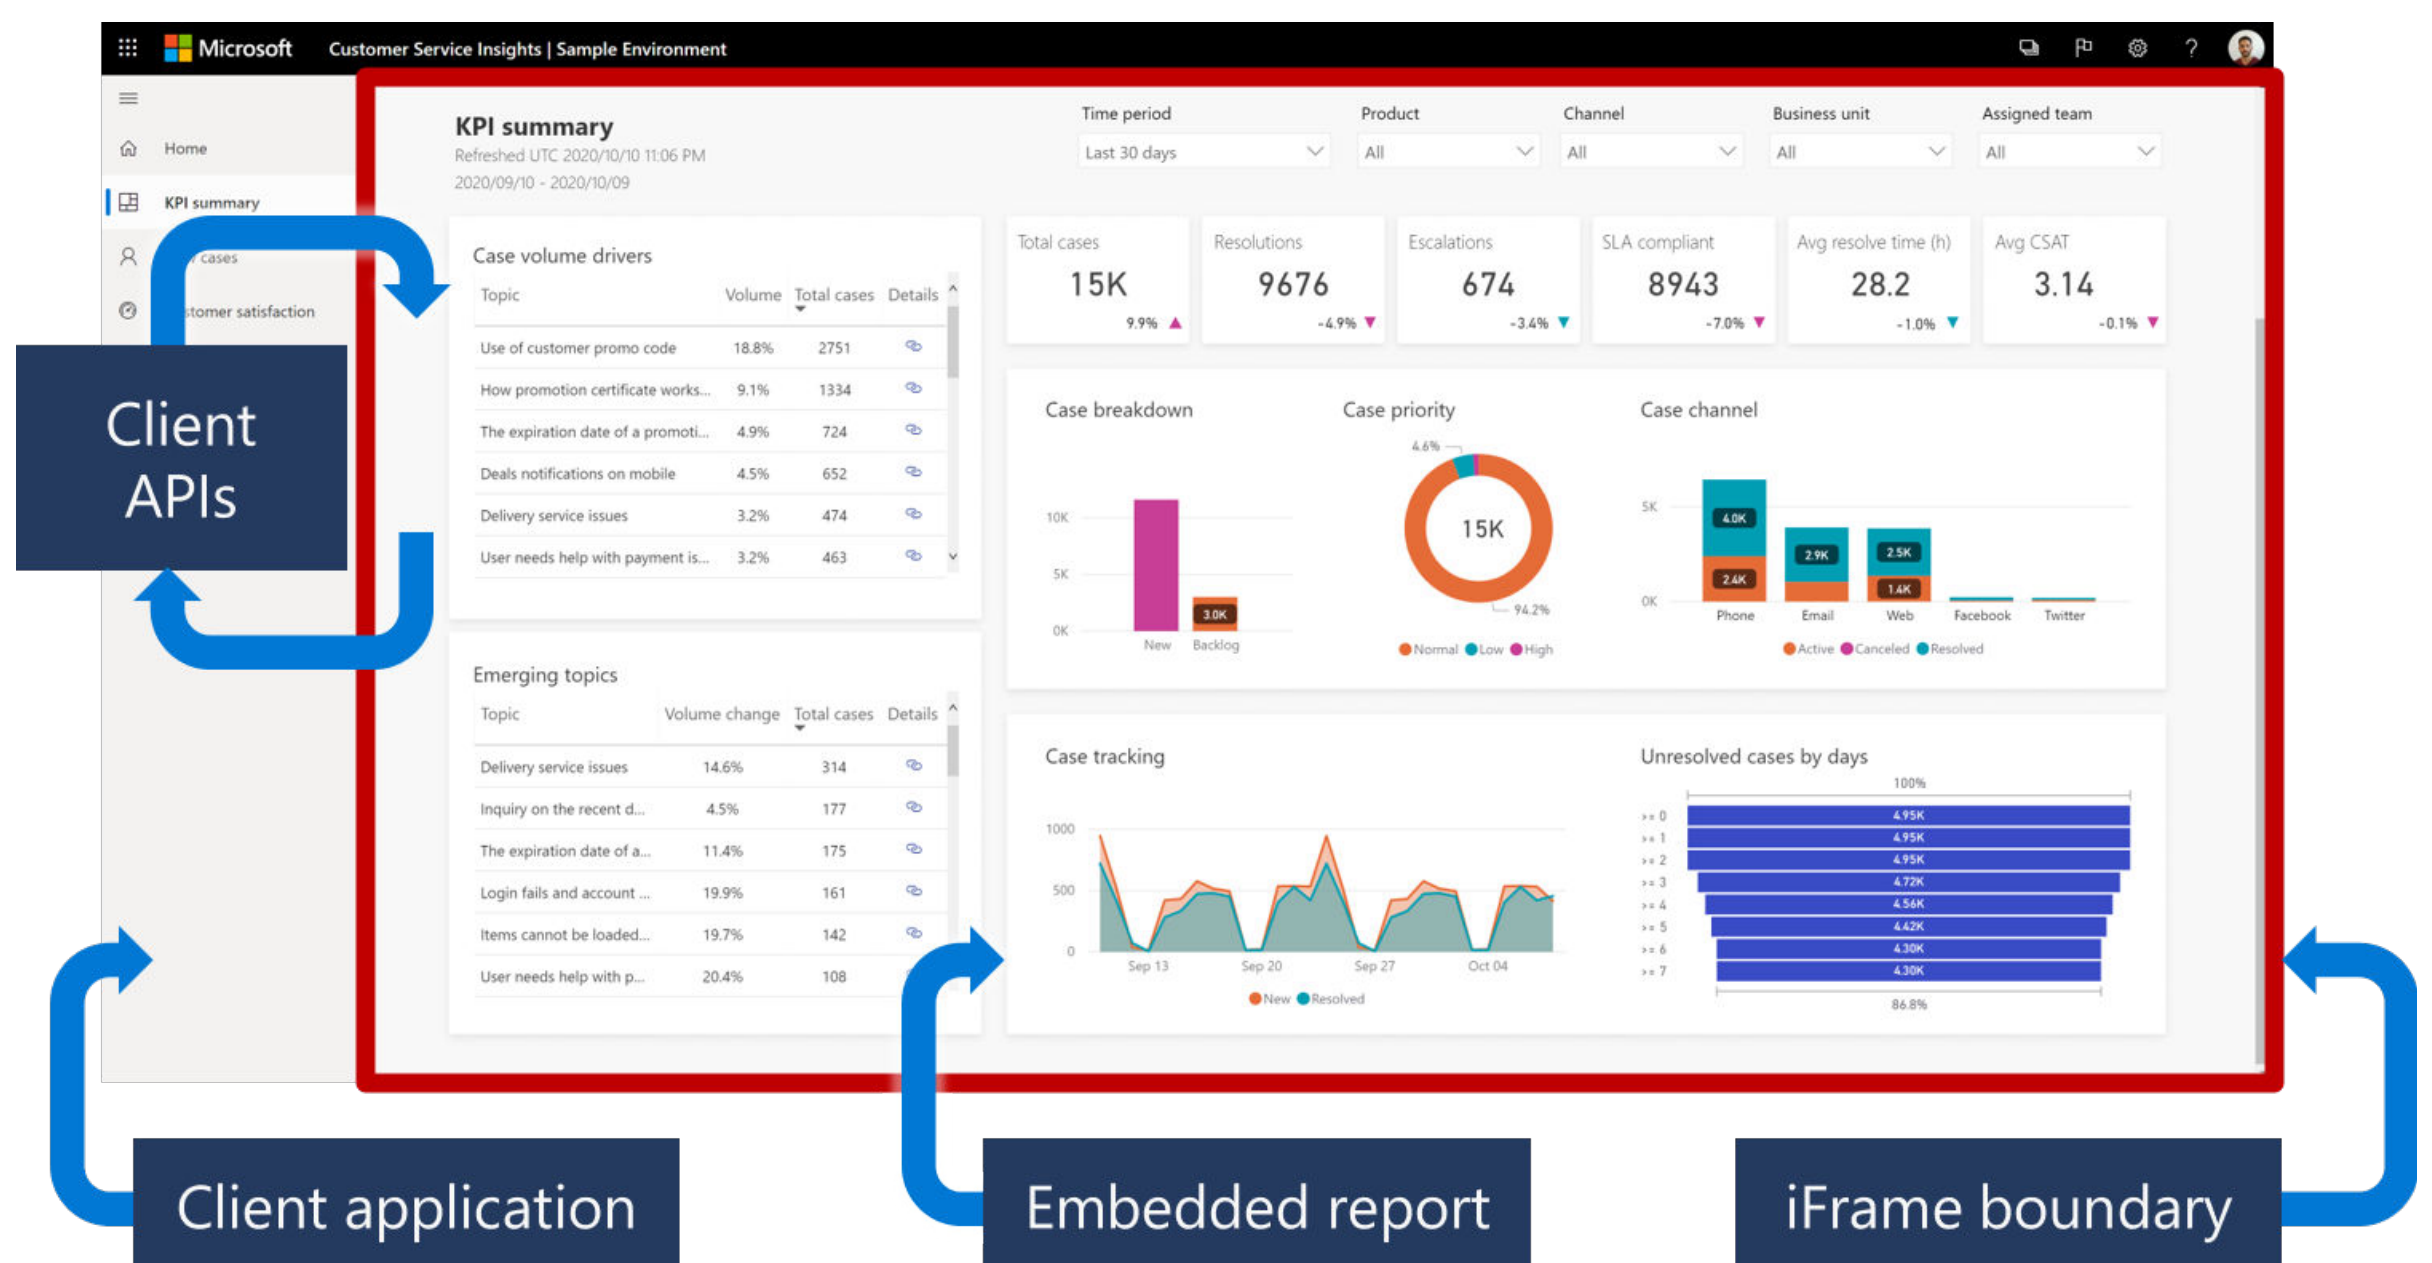 Microsoft Customer Service Insights | Sample Environment ?
Home
KPI summary
cases
stomer satisfaction
Client
APIs
KPI summary
Refreshed UTC 2020/10/10 11:06 PM
2020/09/10 - 2020/10/09
Time period Product Channel Business unit Assigned team
Last 30 days All All All All
Case volume drivers
Topic Volume Total cases Details
Use of customer promo code 18.8% 2751
How promotion certificate works... 9.1% 1334
The expiration date of a promoti... 4.9% 724
Deals notifications on mobile 4.5% 652
Delivery service issues 3.2% 474
User needs help with payment is... 3.2% 463
Emerging topics
Topic Volume change Total cases Details
Delivery service issues 14.6% 314
Inquiry on the recent d... 4.5% 177
The expiration date of a... 11.4% 175
Login fails and account ... 19.9% 161
Items cannot be loaded... 19.7% 142
User needs help with p... 20.4% 108
Total cases
15K
9.9%
Resolutions
9676
-4.9%
Escalations
674
-3.4%
SLA compliant
8943
-7.0%
Avg resolve time (h)
28.2
-1.0%
Avg CSAT
3.14
-0.1%
Case breakdown
10K
5K
3.0K
0K
New Backlog
Case priority
4.6%
15K
94.2%
Normal Low High
Case channel
5K
4.0K
2.9K 2.5K
2.4K 1.4K
0K
Phone Email Web Facebook Twitter
Active Canceled Resolved
Case tracking
1000
500
0
Sep 13 Sep 20 Sep 27 Oct 04
New Resolved
Unresolved cases by days
100%
>= 0 4.95K
>= 1 4.95K
>= 2 4.95K
>= 3 4.72K
>= 4 4.56K
>= 5 4.42K
>= 6 4.30K
>= 7 4.30K
86.8%
Client application
Embedded report
iFrame boundary